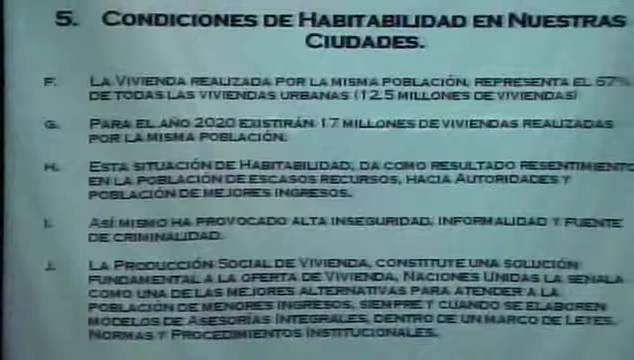 5. CONDICIONES DE HABITABILIDAD EN NUESTRAS
CIUDADES.
F. LA VIVIENDA REALIZADA POR LA MISMA POBLACIÓN, REPRESENTA EL 67%
DE TODAS LAS VIVIENDAS URBANAS (12.5 MILLONES DE VIVIENDAS)
G. PARA EL AÑO 2020 EXISTIRÁN 17 MILLONES DE VIVIENDAS REALIZADAS
POR LA MISMA POBLACIÓN.
H. ESTA SITUACIÓN DE HABITABILIDAD, DA COMO RESULTADO RESENTIMIENTO
EN LA POBLACIÓN DE ESCASOS RECURSOS, HACIA AUTORIDADES Y
POBLACIÓN DE MEJORES INGRESOS.
I. ASÍ MISMO HA PROVOCADO ALTA INSEGURIDAD, INFORMALIDAD Y FUENTE
DE CRIMINALIDAD.
J. LA PRODUCCIÓN SOCIAL DE VIVIENDA, CONSTITUYE UNA SOLUCIÓN
FUNDAMENTAL A LA OFERTA DE VIVIENDA, NACIONES UNIDAS LA SEÑALA
COMO UNA DE LAS MEJORES ALTERNATIVAS PARA ATENDER A LA
POBLACIÓN DE MENORES INGRESOS, SIEMPRE Y CUANDO SE ELABOREN
MODELOS DE ASESORÍAS INTEGRALES, DENTRO DE UN MARCO DE LEYES,
NORMAS Y PROCEDIMIENTOS INSTITUCIONALES.